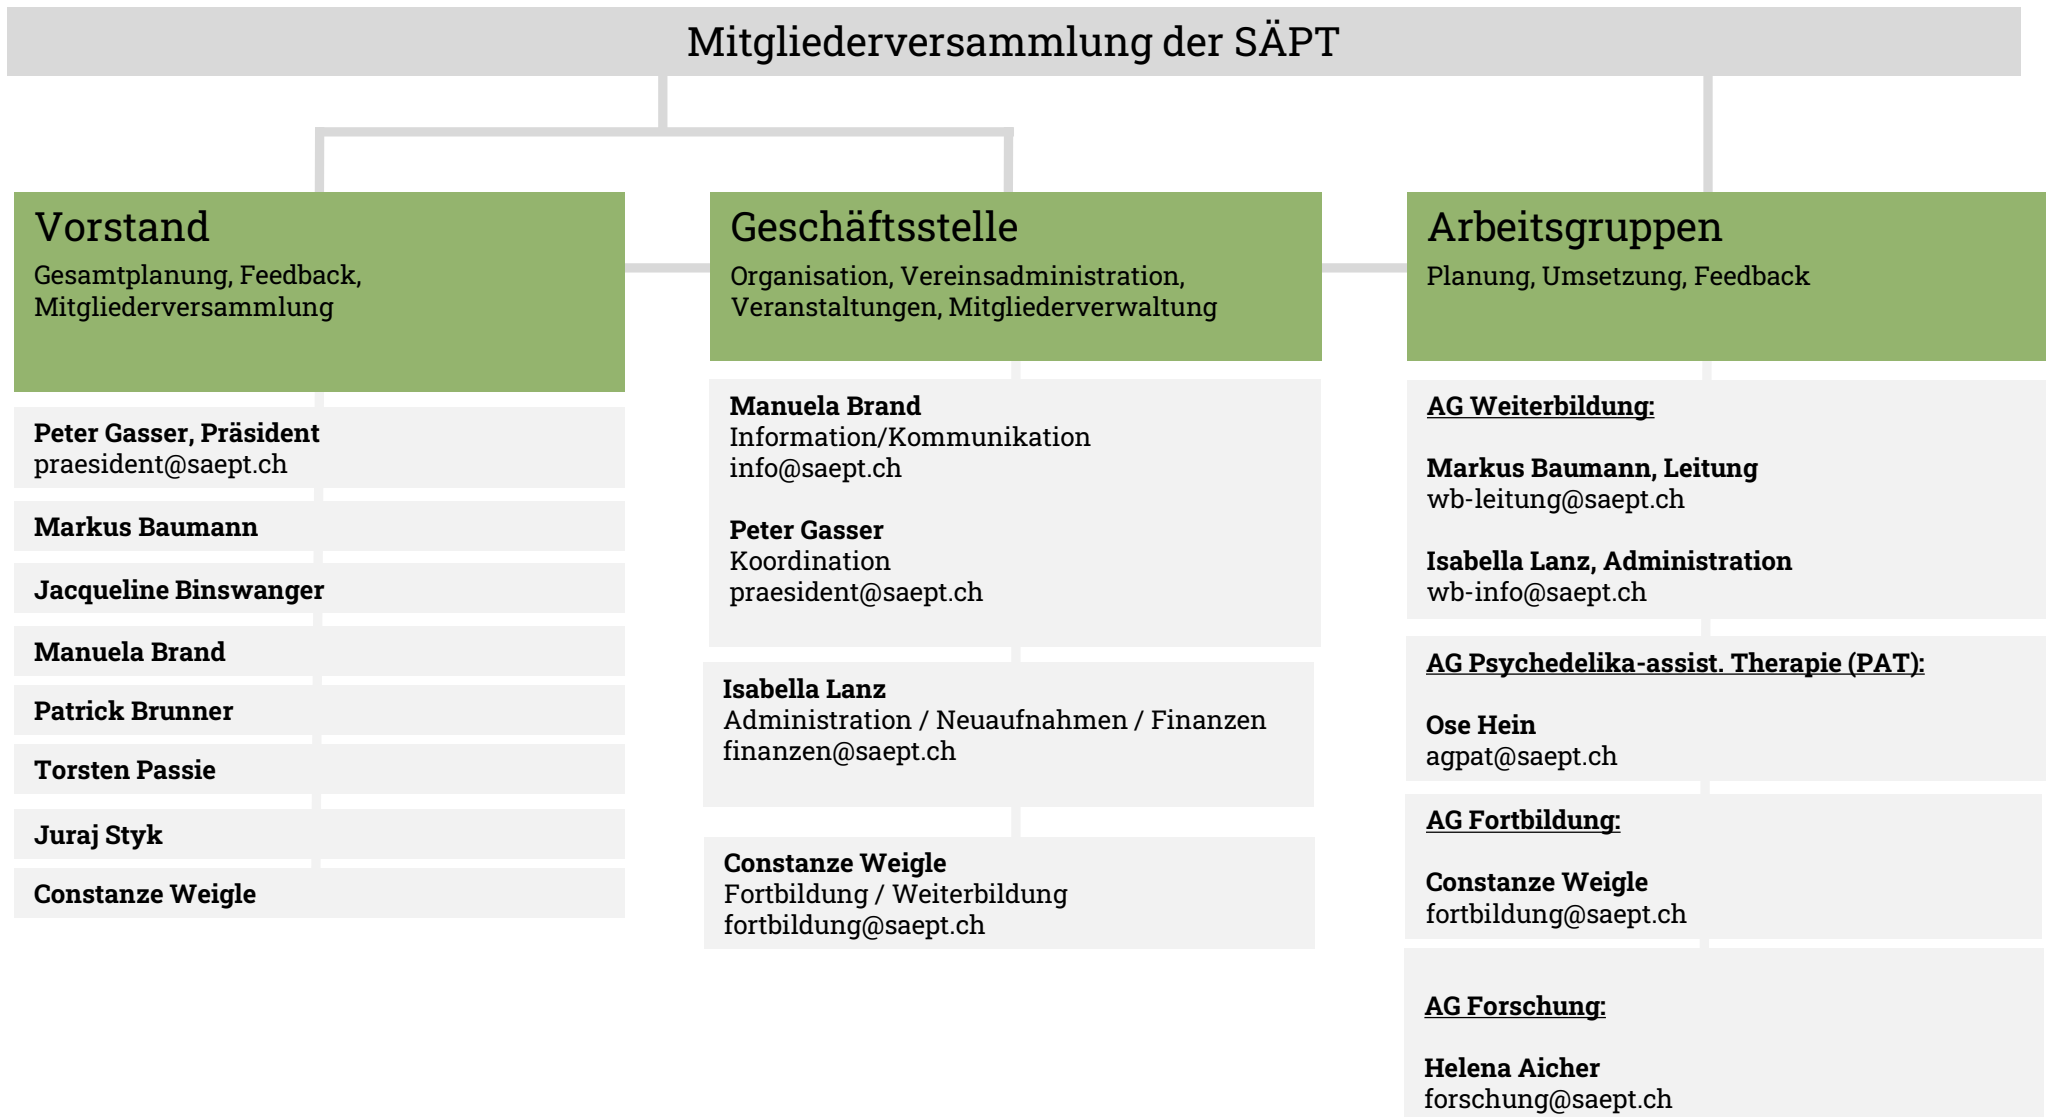 Mitgliederversammlung der SÄPT
Vorstand
Gesamtplanung, Feedback,
Mitgliederversammlung
Peter Gasser, Präsident
praesident@saept.ch
Markus Baumann
Jacqueline Binswanger
Manuela Brand
Patrick Brunner
Torsten Passie
Juraj Styk
Constanze Weigle
Geschäftsstelle
Organisation, Vereinsadministration,
Veranstaltungen, Mitgliederverwaltung
Manuela Brand
Information/Kommunikation
info@saept.ch
Peter Gasser
Koordination
praesident@saept.ch
Isabella Lanz
Administration / Neuaufnahmen / Finanzen
finanzen@saept.ch
Constanze Weigle
Fortbildung / Weiterbildung
fortbildung@saept.ch
Arbeitsgruppen
Planung, Umsetzung, Feedback
AG Weiterbildung:
Markus Baumann, Leitung
wb-leitung@saept.ch
Isabella Lanz, Administration
wb-info@saept.ch
AG Psychedelika-assist. Therapie (PAT):
Ose Hein
agpat@saept.ch
AG Fortbildung:
Constanze Weigle
fortbildung@saept.ch
AG Forschung:
Helena Aicher
forschung@saept.ch